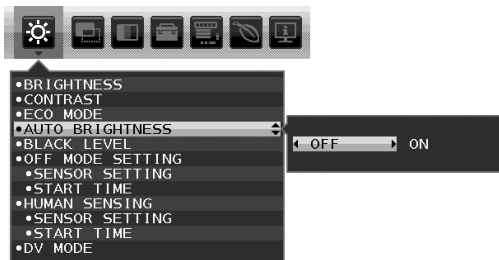 •BRIGHTNESS
•CONTRAST
•ECO MODE
•AUTO BRIGHTNESS
OFF ON
•BLACK LEVEL
•OFF MODE SETTING
•SENSOR SETTING
•START TIME
•HUMAN SENSING
•SENSOR SETTING
•START TIME
•DV MODE